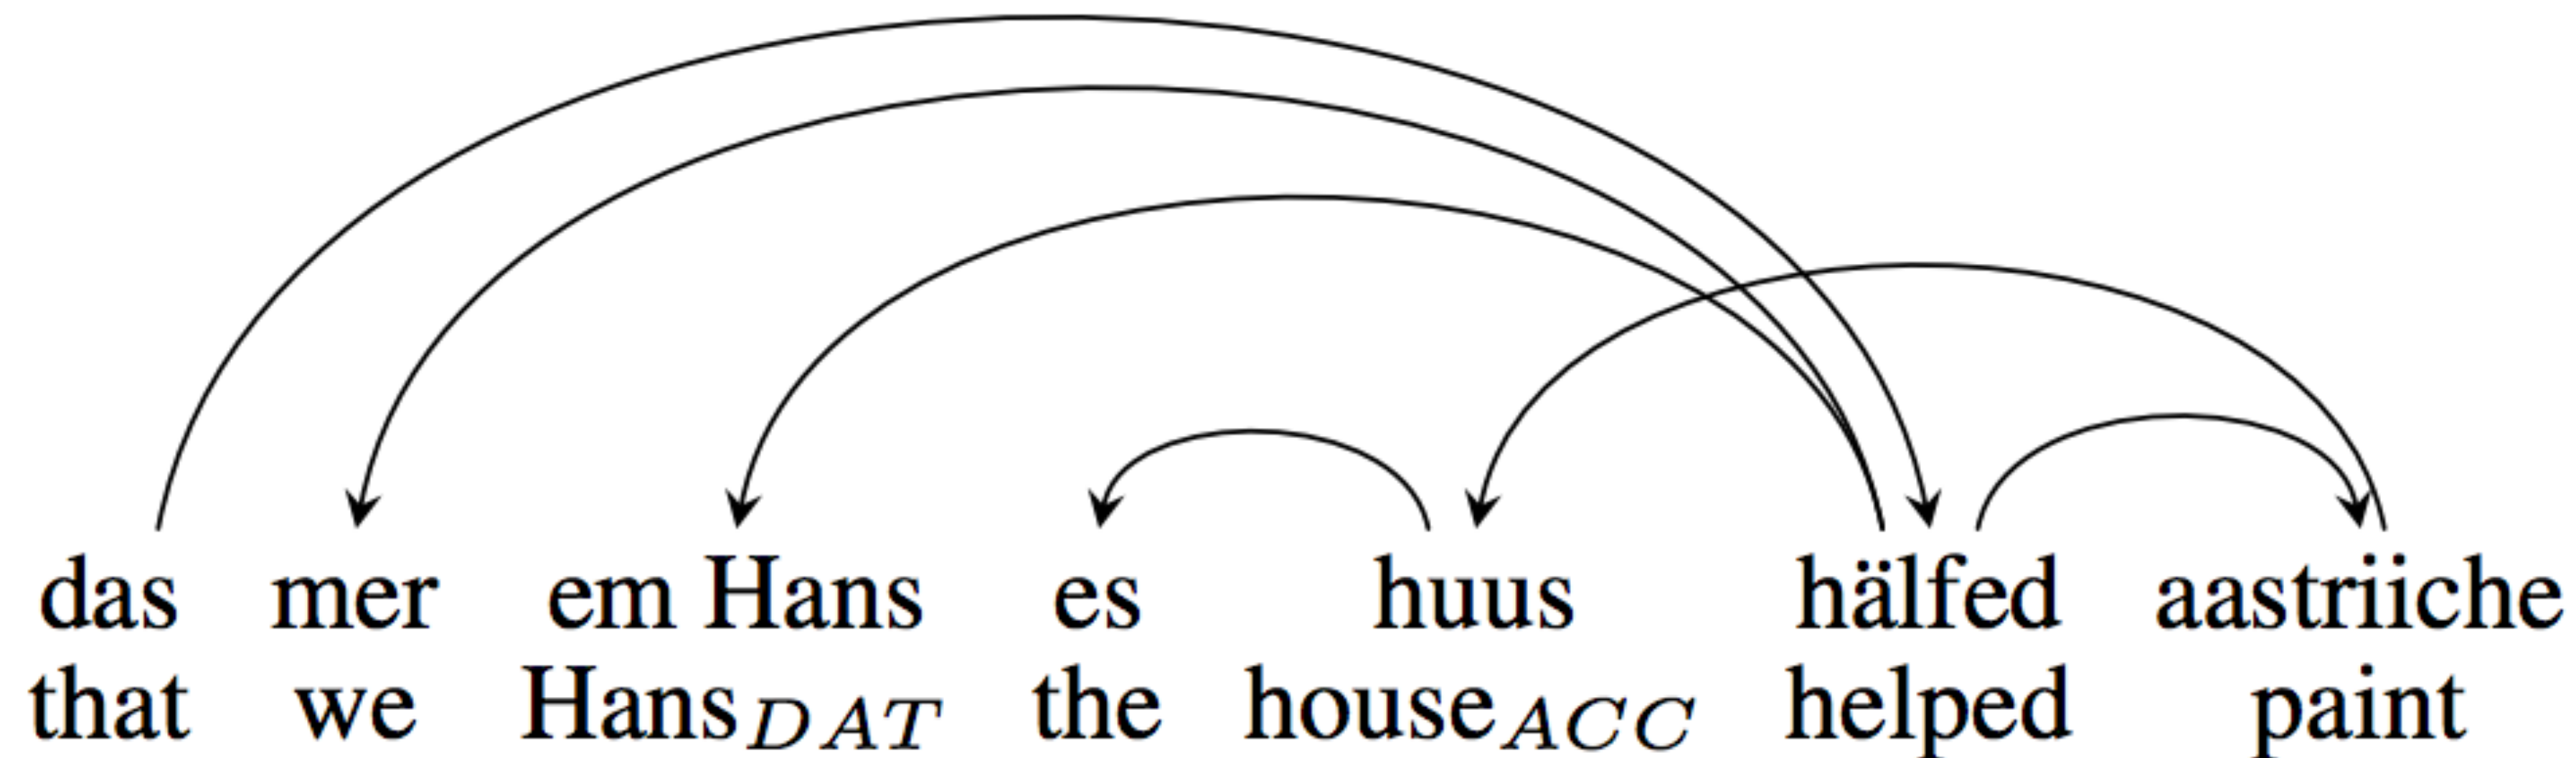 das mer em Hans es huus hälfed aastriiche
that we Hans_DAT the house_ACC helped paint